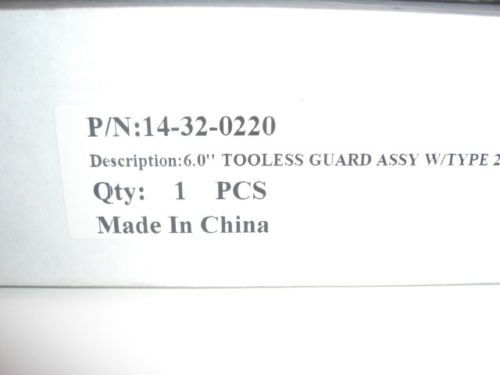 P/N:14-32-0220
Description:6.0" TOOLESS GUARD ASSY W/TYPE 2
Qty: 1 PCS
Made In China